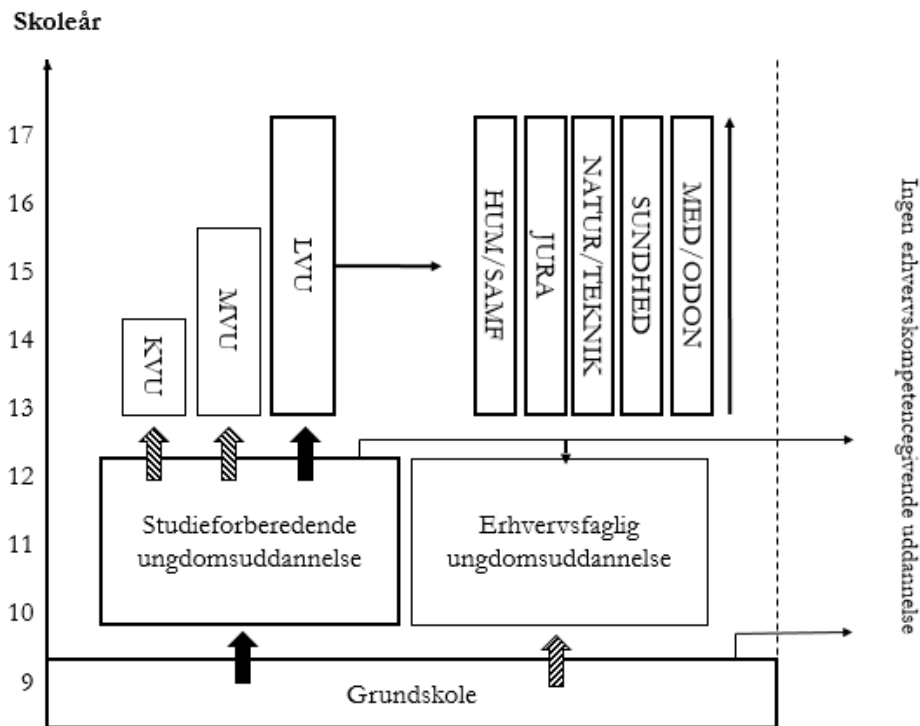 Skoleår
17
16
15
14
13
12
11
10
9
KVU
MVU
LVU
HUM/SAMF
JURA
NATUR/TEKNIK
SUNDHED
MED/ODON
Studieforberedende
ungdomsuddannelse
Erhvervsfaglig
ungdomsuddannelse
Grundskole
Ingen erhvervskompetencegivende uddannelse